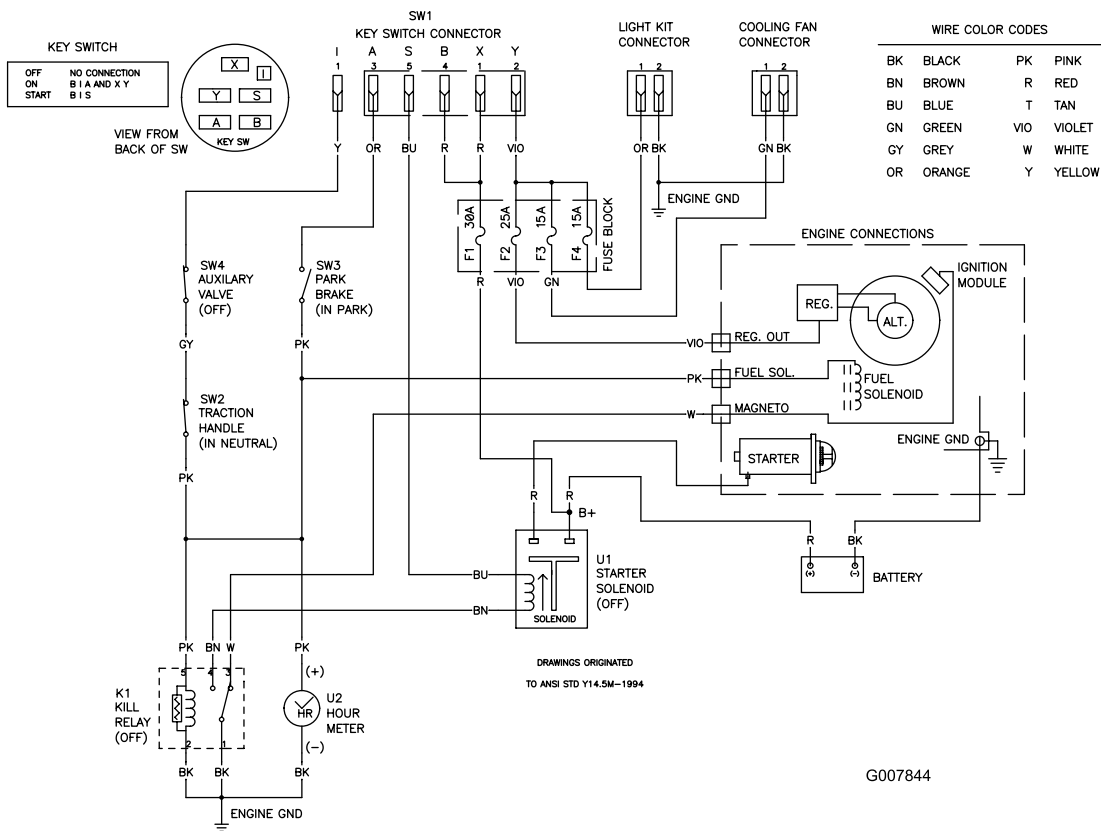 KEY SWITCH
OFF NO CONNECTION
ON B I A AND X Y
START B I S
X
I
Y
S
A
B
KEY SW
VIEW FROM
BACK OF SW
SW1
KEY SWITCH CONNECTOR
I A S B X Y
1 3 5 4 1 2
Y OR BU R R VIO
LIGHT KIT
CONNECTOR
1 2
OR BK
COOLING FAN
CONNECTOR
1 2
GN BK
ENGINE GND
WIRE COLOR CODES
BK BLACK PK PINK
BN BROWN R RED
BU BLUE T TAN
GN GREEN VIO VIOLET
GY GREY W WHITE
OR ORANGE Y YELLOW
F1 30A
F2 25A
F3 15A
F4 15A
FUSE BLOCK
R VIO GN
SW4
AUXILARY
VALVE
(OFF)
SW3
PARK
BRAKE
(IN PARK)
GY
PK
SW2
TRACTION
HANDLE
(IN NEUTRAL)
PK
ENGINE CONNECTIONS
IGNITION
MODULE
REG.
ALT.
VIO
REG. OUT
PK
FUEL SOL.
FUEL
SOLENOID
W
MAGNETO
ENGINE GND
STARTER
R R
B+
U1
STARTER
SOLENOID
(OFF)
SOLENOID
BU
BN
R BK
(+) (-)
BATTERY
DRAWINGS ORIGINATED
TO ANSI STD Y14.5M-1994
PK BN W PK
5 4 3
(+)
K1
KILL
RELAY
(OFF)
HR
U2
HOUR
METER
2 1
(-)
BK BK BK
ENGINE GND
G007844